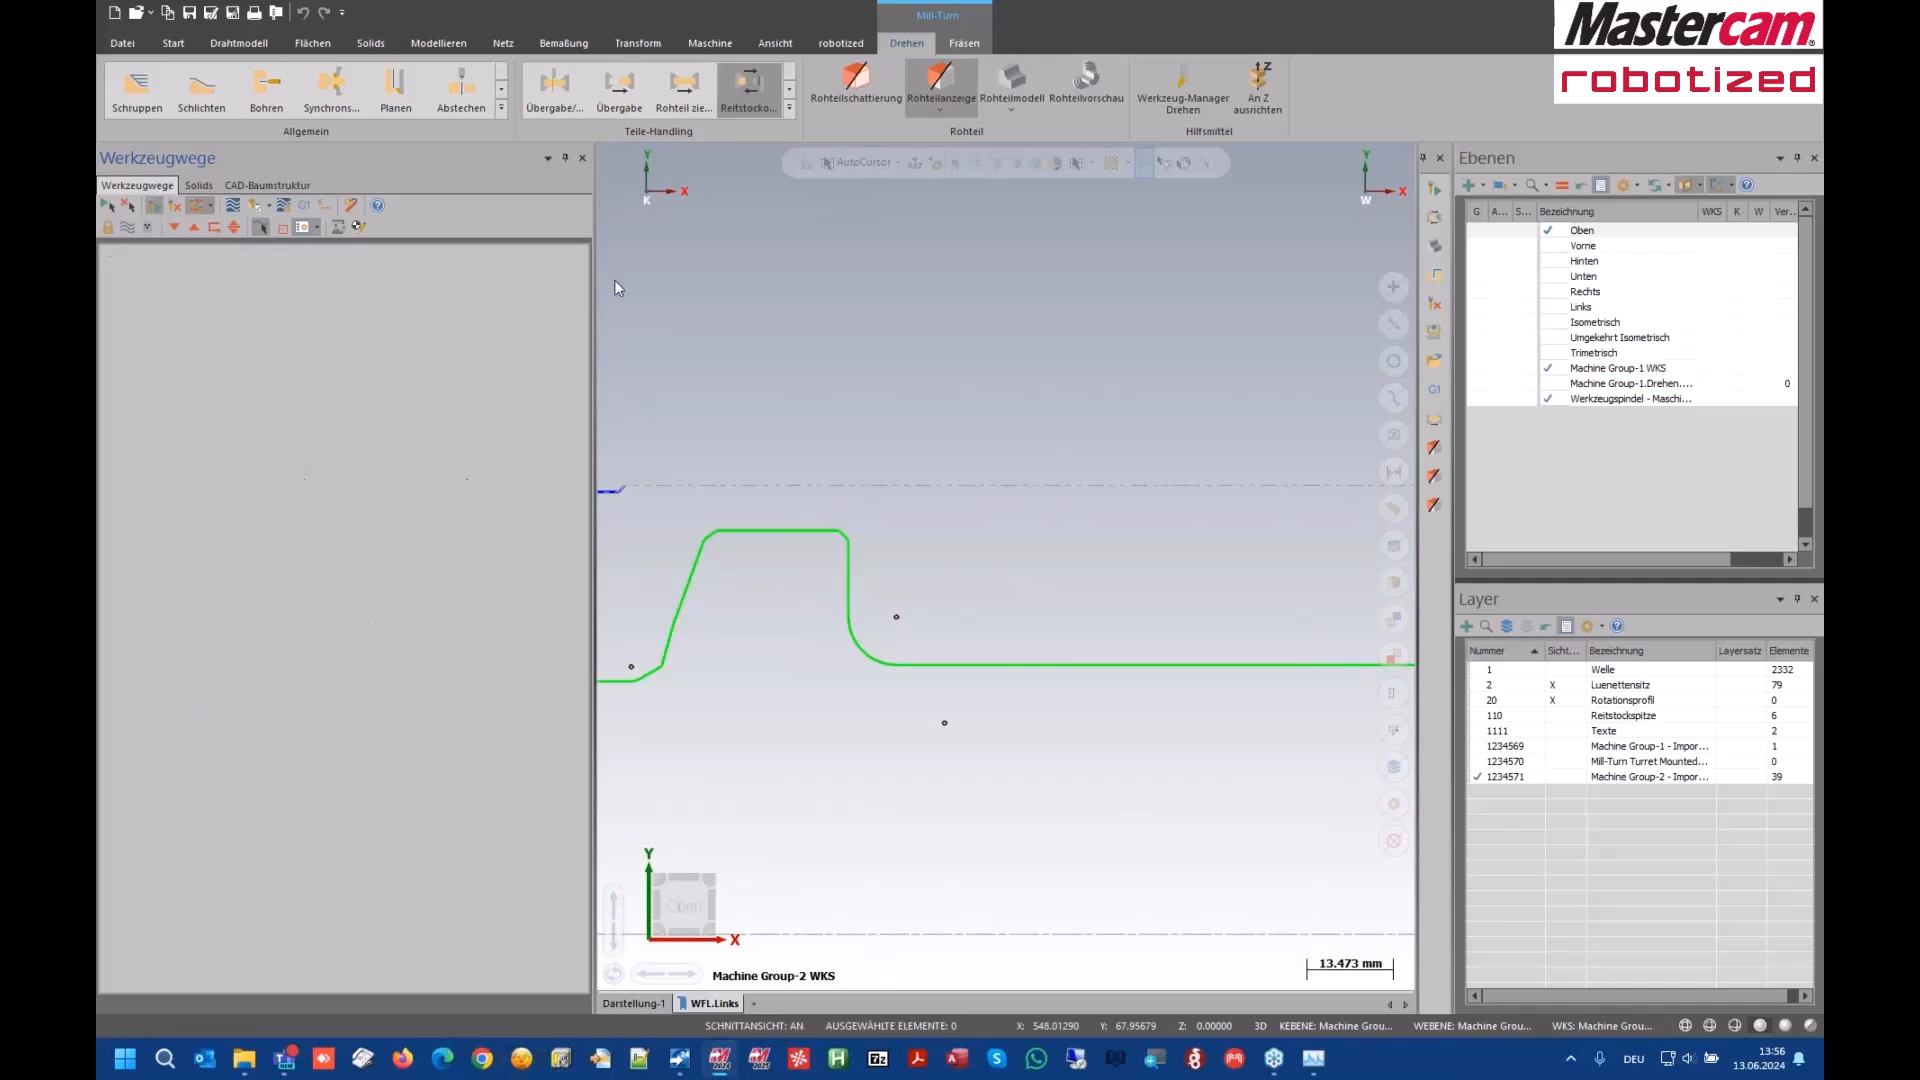 Mill-Turn
Mastercam
robotized
Datei Start Drahtmodell Flächen Solids Modellieren Netz Bemaßung Transform Maschine Ansicht robotized Drehen Fräsen
Schruppen Schlichten Bohren Synchrons... Planen Abstechen
Übergabe/... Übergabe Rohteil zie... Reitstocko...
Rohteilschattierung Rohteilanzeige Rohteilmodell Rohteilvorschau
Werkzeug-Manager Drehen
An Z ausrichten
Allgemein Teile-Handling Rohteil Hilfsmittel
Werkzeugwege
Werkzeugwege Solids CAD-Baumstruktur
G1
AutoCursor
Y
X
K
Y
X
W
G1
Ebenen
G A... S... Bezeichnung WKS K W Ver...
Oben
Vorne
Hinten
Unten
Rechts
Links
Isometrisch
Umgekehrt Isometrisch
Trimetrisch
Machine Group-1 WKS
Machine Group-1.Drehen.... 0
Werkzeugspindel - Maschi...
Layer
Nummer Sicht... Bezeichnung Layersatz Elemente
1 Welle 2332
2 X Luenettensitz 79
20 X Rotationsprofil 0
110 Reitstockspitze 6
1111 Texte 2
1234569 Machine Group-1 - Impor... 1
1234570 Mill-Turn Turret Mounted... 0
1234571 Machine Group-2 - Impor... 39
Y
Oben
X
Machine Group-2 WKS
13.473 mm
Darstellung-1 WFL.Links +
SCHNITTANSICHT: AN AUSGEWÄHLTE ELEMENTE: 0 X: 548.01290 Y: 67.95679 Z: 0.00000 3D KEBENE: Machine Grou... WEBENE: Machine Grou... WKS: Machine Grou...
DEU
13:56
13.06.2024